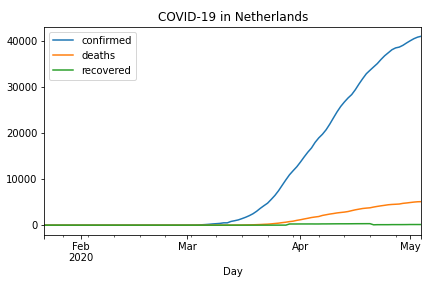 COVID-19 in Netherlands
confirmed
deaths
recovered
40000
30000
20000
10000
0
Feb
2020
Mar
Apr
May
Day